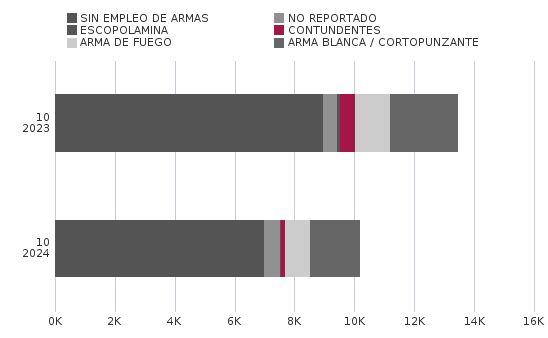 SIN EMPLEO DE ARMAS
NO REPORTADO
ESCOPOLAMINA
CONTUNDENTES
ARMA DE FUEGO
ARMA BLANCA / CORTOPUNZANTE
10
2023
10
2024
0K 2K 4K 6K 8K 10K 12K 14K 16K